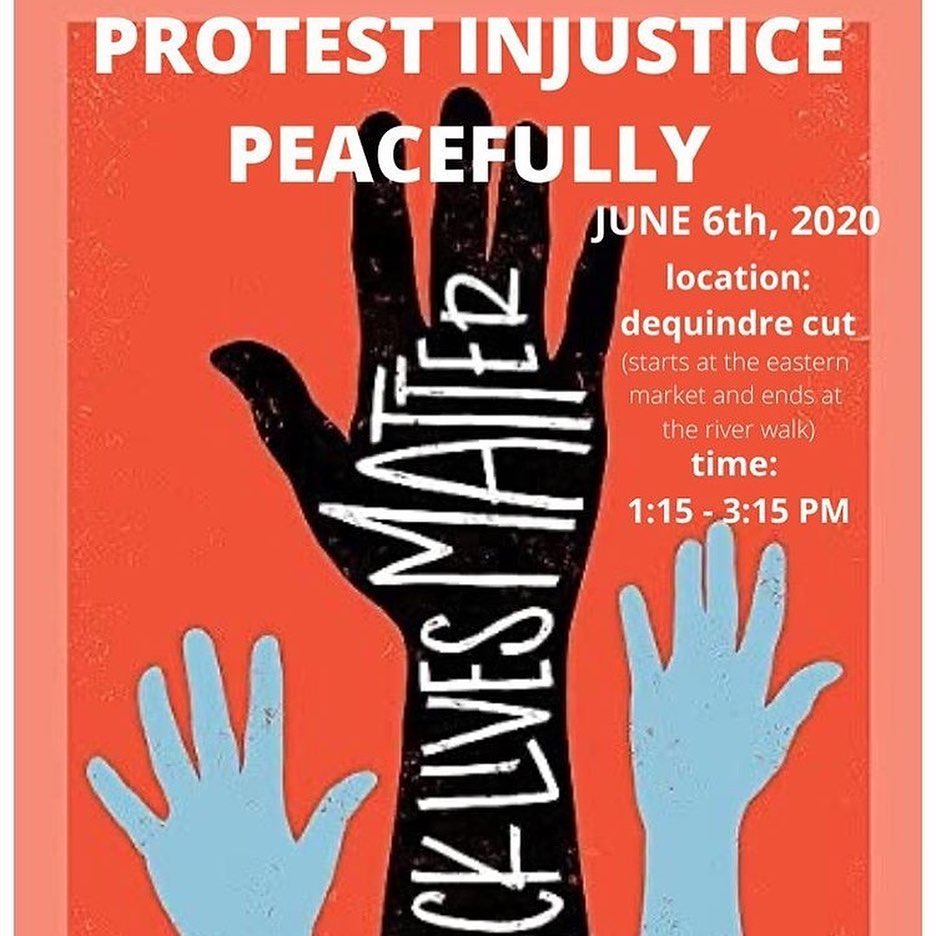 PROTEST INJUSTICE
PEACEFULLY
JUNE 6th, 2020
location:
dequindre cut
(starts at the eastern
market and ends at
the river walk)
time:
1:15 - 3:15 PM
CK LIVES MATTER